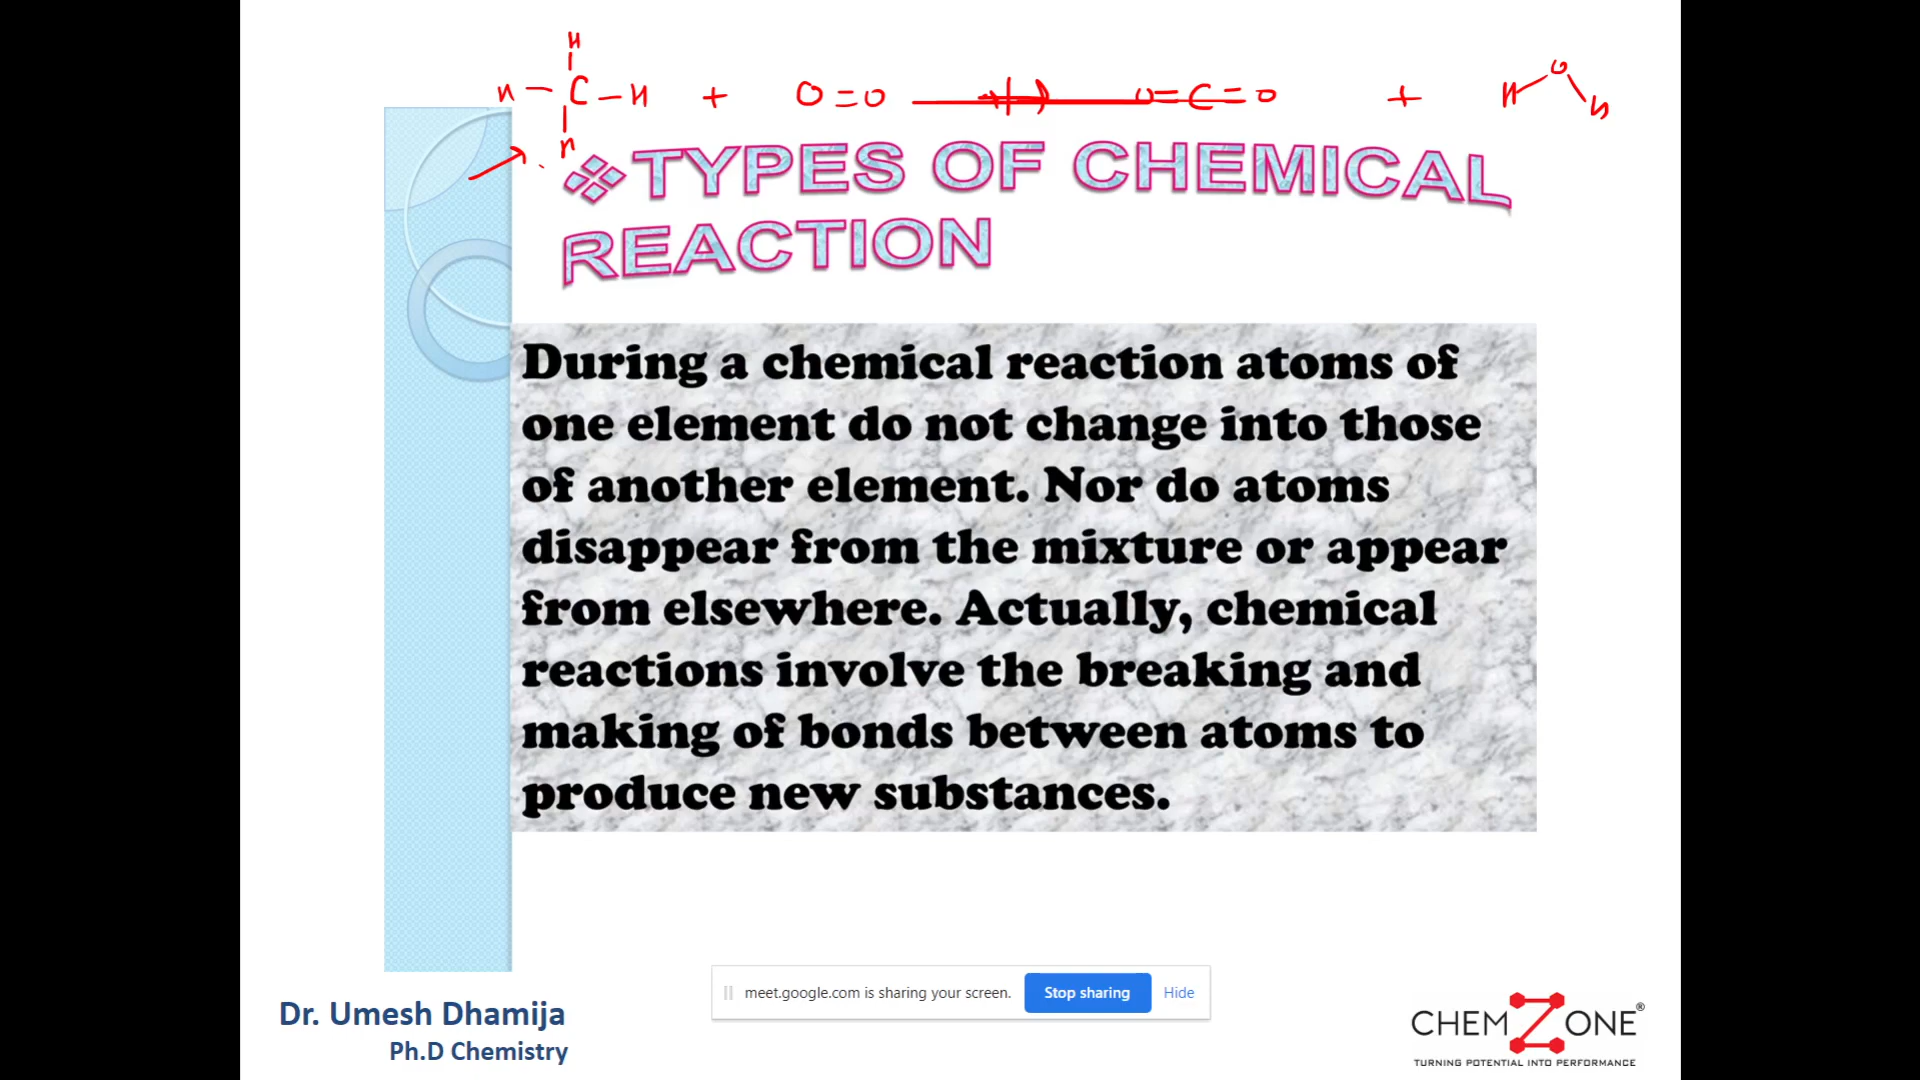 H
H - C - H + O = O → O = C = O + H O H
H
❖TYPES OF CHEMICAL
REACTION
During a chemical reaction atoms of
one element do not change into those
of another element. Nor do atoms
disappear from the mixture or appear
from elsewhere. Actually, chemical
reactions involve the breaking and
making of bonds between atoms to
produce new substances.
meet.google.com is sharing your screen. Stop sharing Hide
Dr. Umesh Dhamija
Ph.D Chemistry
CHEMZONE®
TURNING POTENTIAL INTO PERFORMANCE